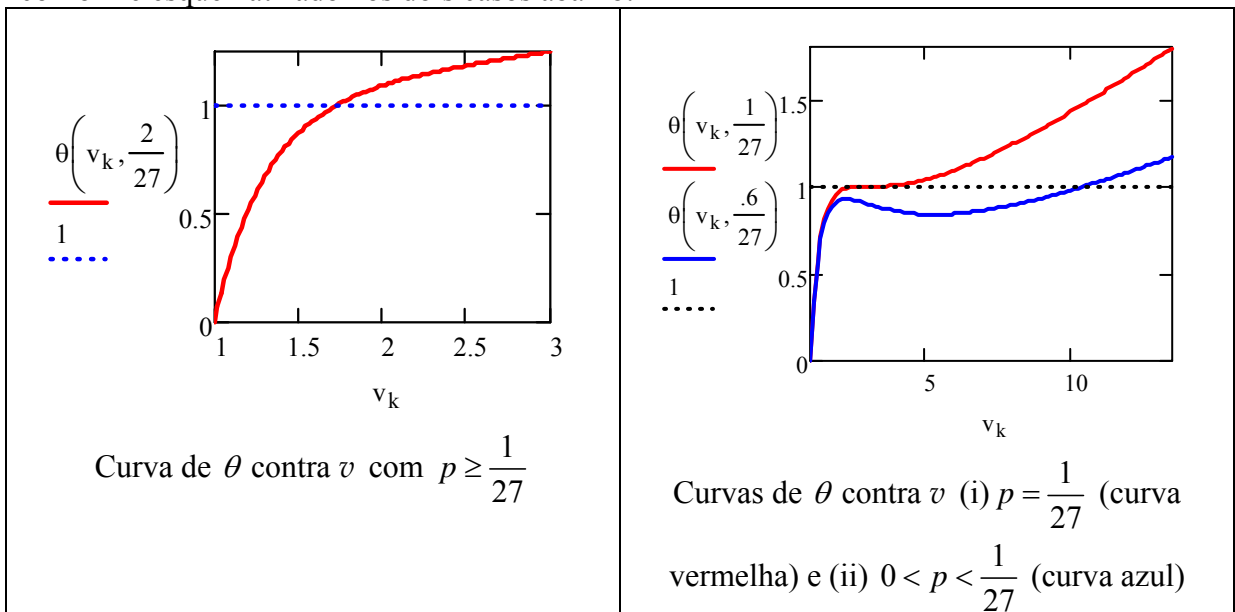 θ(v_k, 2/27)
1
1
0.5
0
1 1.5 2 2.5 3
v_k
Curva de θ contra v com p ≥ 1/27
θ(v_k, 1/27)
θ(v_k, .6/27)
1
1.5
1
0.5
0
5 10
v_k
Curvas de θ contra v (i) p = 1/27 (curva
vermelha) e (ii) 0 < p < 1/27 (curva azul)